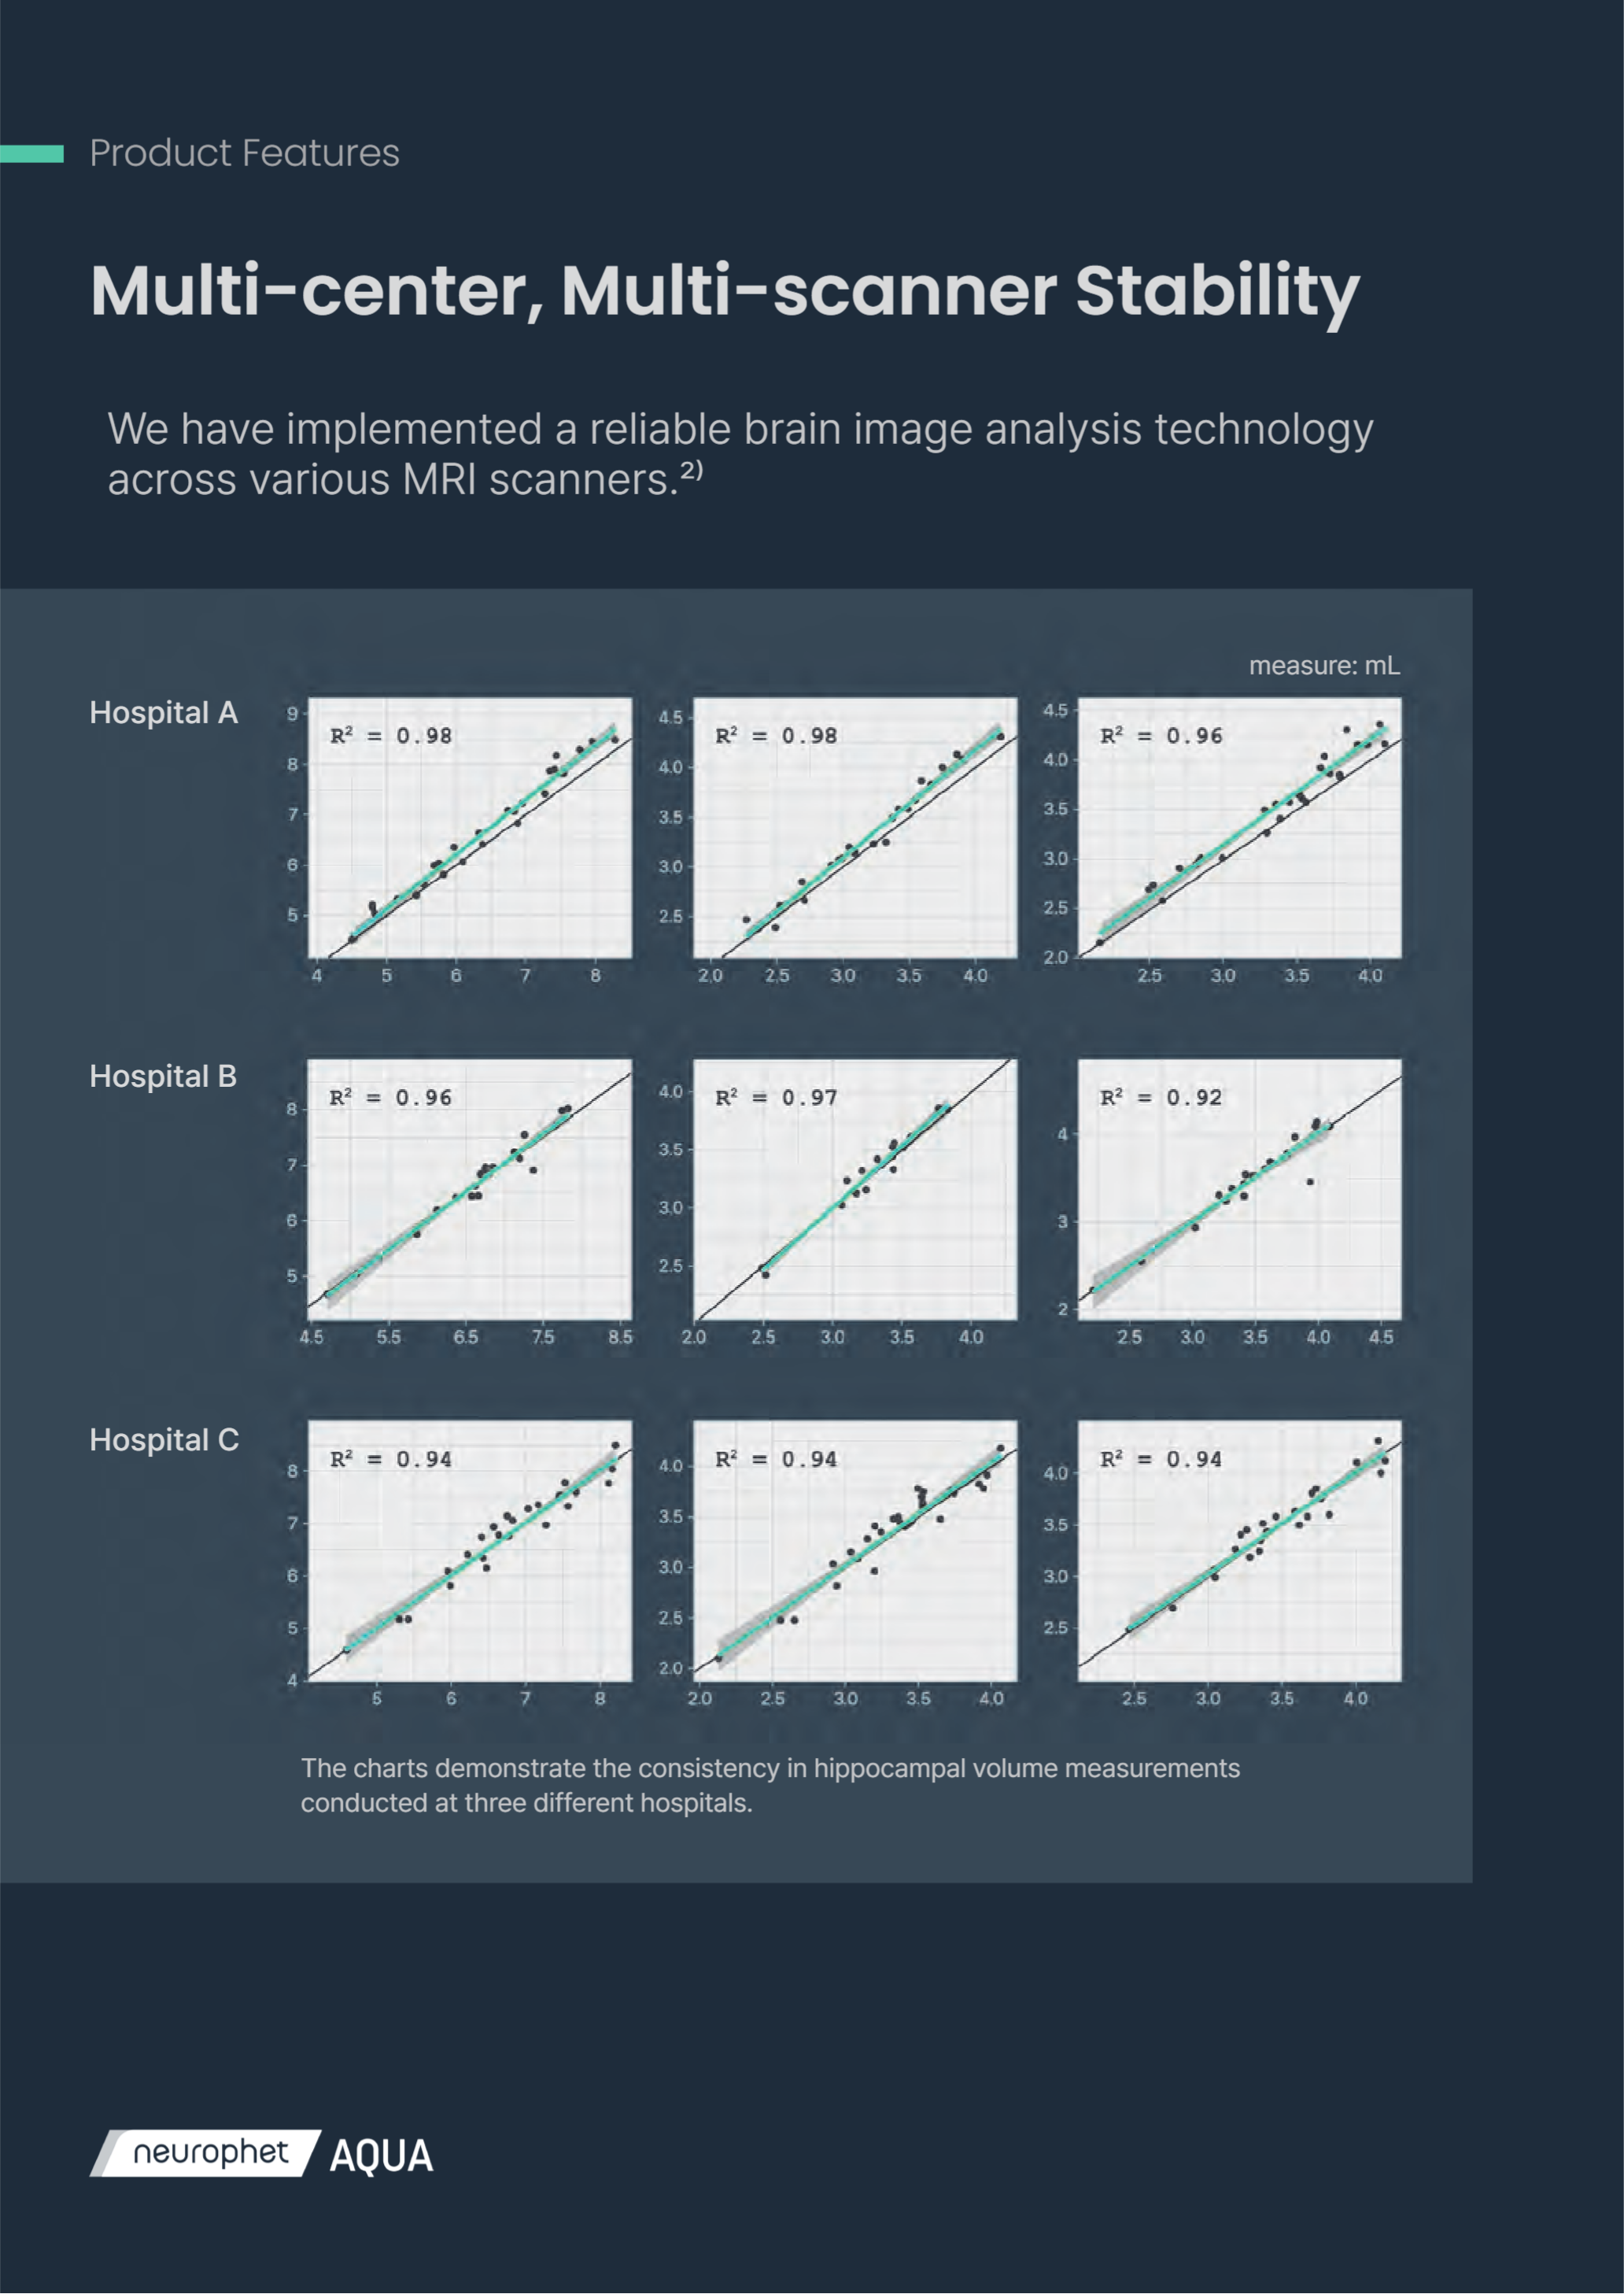 Product Features
Multi-center, Multi-scanner Stability
We have implemented a reliable brain image analysis technology
across various MRI scanners.²⁾
measure: mL
Hospital A
R² = 0.98
9
8
7
6
5
4 5 6 7 8
R² = 0.98
4.5
4.0
3.5
3.0
2.5
2.0 2.5 3.0 3.5 4.0
R² = 0.96
4.5
4.0
3.5
3.0
2.5
2.0
2.5 3.0 3.5 4.0
Hospital B
R² = 0.96
8
7
6
5
4.5 5.5 6.5 7.5 8.5
R² = 0.97
4.0
3.5
3.0
2.5
2.0 2.5 3.0 3.5 4.0
R² = 0.92
4
3
2
2.5 3.0 3.5 4.0 4.5
Hospital C
R² = 0.94
8
7
6
5
4
5 6 7 8
R² = 0.94
4.0
3.5
3.0
2.5
2.0
2.0 2.5 3.0 3.5 4.0
R² = 0.94
4.0
3.5
3.0
2.5
2.5 3.0 3.5 4.0
The charts demonstrate the consistency in hippocampal volume measurements
conducted at three different hospitals.
neurophet AQUA